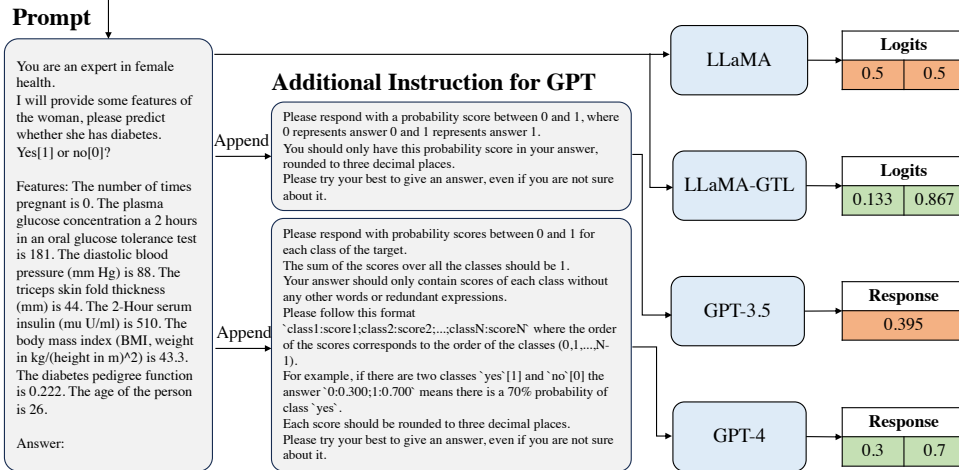 Prompt
You are an expert in female
health.
I will provide some features of
the woman, please predict
whether she has diabetes.
Yes[1] or no[0]?
Features: The number of times
pregnant is 0. The plasma
glucose concentration a 2 hours
in an oral glucose tolerance test
is 181. The diastolic blood
pressure (mm Hg) is 88. The
triceps skin fold thickness
(mm) is 44. The 2-Hour serum
insulin (mu U/ml) is 510. The
body mass index (BMI, weight
in kg/(height in m)^2) is 43.3.
The diabetes pedigree function
is 0.222. The age of the person
is 26.
Answer:
Append
Append
Additional Instruction for GPT
Please respond with a probability score between 0 and 1, where
0 represents answer 0 and 1 represents answer 1.
You should only have this probability score in your answer,
rounded to three decimal places.
Please try your best to give an answer, even if you are not sure
about it.
Please respond with probability scores between 0 and 1 for
each class of the target.
The sum of the scores over all the classes should be 1.
Your answer should only contain scores of each class without
any other words or redundant expressions.
Please follow this format
`class1:score1;class2:score2;...;classN:scoreN` where the order
of the scores corresponds to the order of the classes (0,1,...,N-
1).
For example, if there are two classes `yes`[1] and `no`[0] the
answer `0:0.300;1:0.700` means there is a 70% probability of
class `yes`.
Each score should be rounded to three decimal places.
Please try your best to give an answer, even if you are not sure
about it.
LLaMA
Logits
0.5 0.5
LLaMA-GTL
Logits
0.133 0.867
GPT-3.5
Response
0.395
GPT-4
Response
0.3 0.7